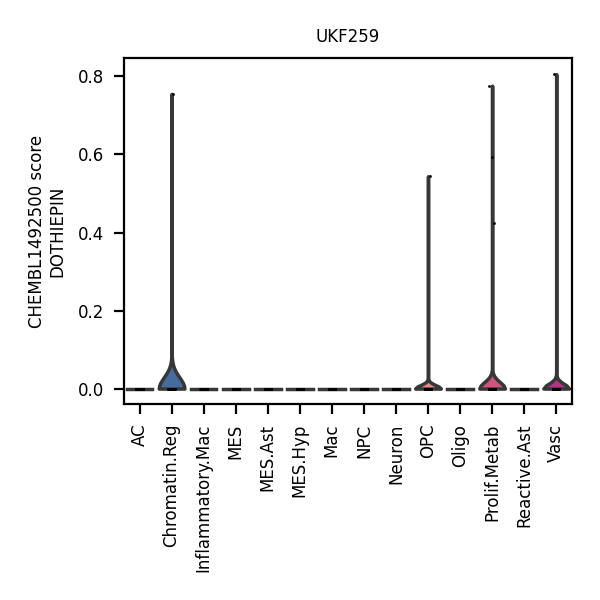 UKF259
CHEMBL1492500 score
DOTHIEPIN
0.8
0.6
0.4
0.2
0.0
AC
Chromatin.Reg
Inflammatory.Mac
MES
MES.Ast
MES.Hyp
Mac
NPC
Neuron
OPC
Oligo
Prolif.Metab
Reactive.Ast
Vasc